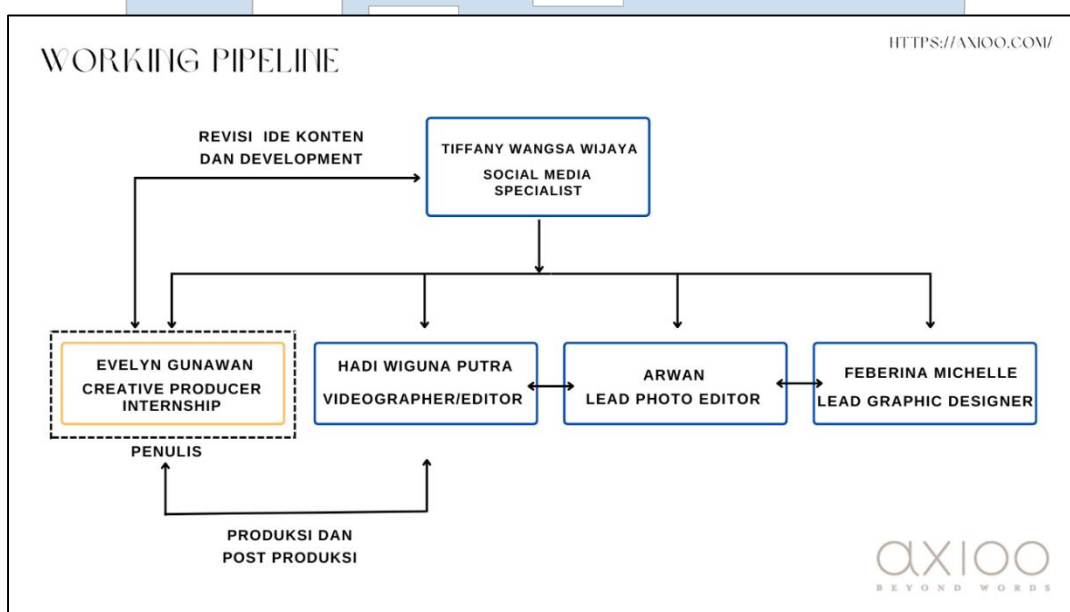 WORKING PIPELINE
HTTPS://AXIOO.COM/
REVISI IDE KONTEN
DAN DEVELOPMENT
TIFFANY WANGSA WIJAYA
SOCIAL MEDIA
SPECIALIST
EVELYN GUNAWAN
CREATIVE PRODUCER
INTERNSHIP
HADI WIGUNA PUTRA
VIDEOGRAPHER/EDITOR
ARWAN
LEAD PHOTO EDITOR
FEBERINA MICHELLE
LEAD GRAPHIC DESIGNER
PENULIS
PRODUKSI DAN
POST PRODUKSI
axioo
BEYOND WORDS